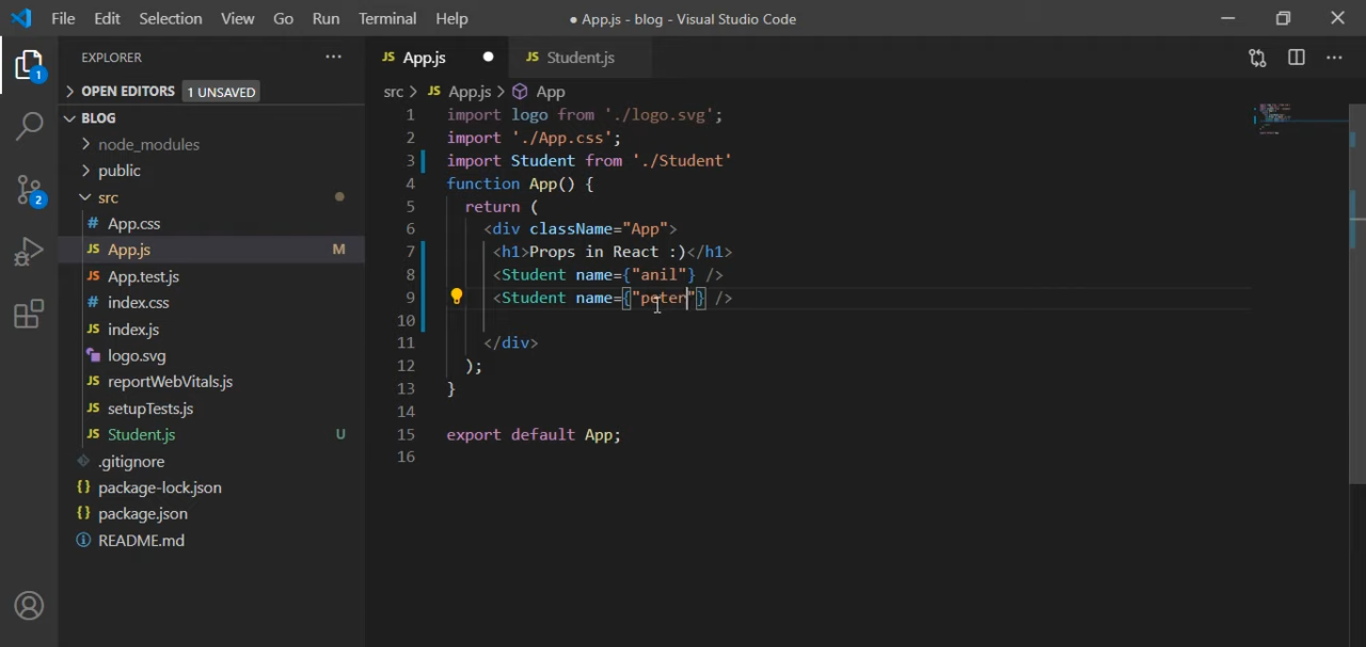 File Edit Selection View Go Run Terminal Help ● App.js - blog - Visual Studio Code
EXPLORER ···
JS App.js ● JS Student.js
OPEN EDITORS 1 UNSAVED
src > JS App.js > App
BLOG
node_modules
public
src
# App.css
JS App.js M
JS App.test.js
# index.css
JS index.js
logo.svg
JS reportWebVitals.js
JS setupTests.js
JS Student.js U
.gitignore
{} package-lock.json
{} package.json
README.md
1
2
1 import logo from './logo.svg';
2 import './App.css';
3 import Student from './Student'
4 function App() {
5 return (
6 <div className="App">
7 <h1>Props in React :)</h1>
8 <Student name={"anil"} />
9 <Student name={"peter"} />
10
11 </div>
12 );
13 }
14
15 export default App;
16